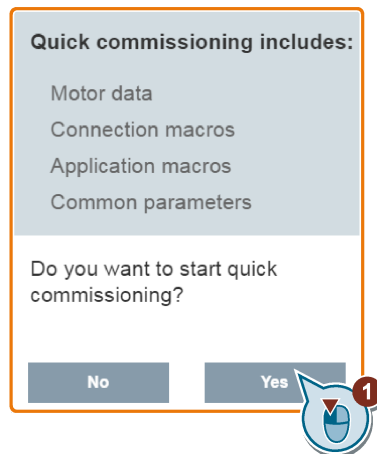 Quick commissioning includes:
Motor data
Connection macros
Application macros
Common parameters
Do you want to start quick
commissioning?
No
Yes
1